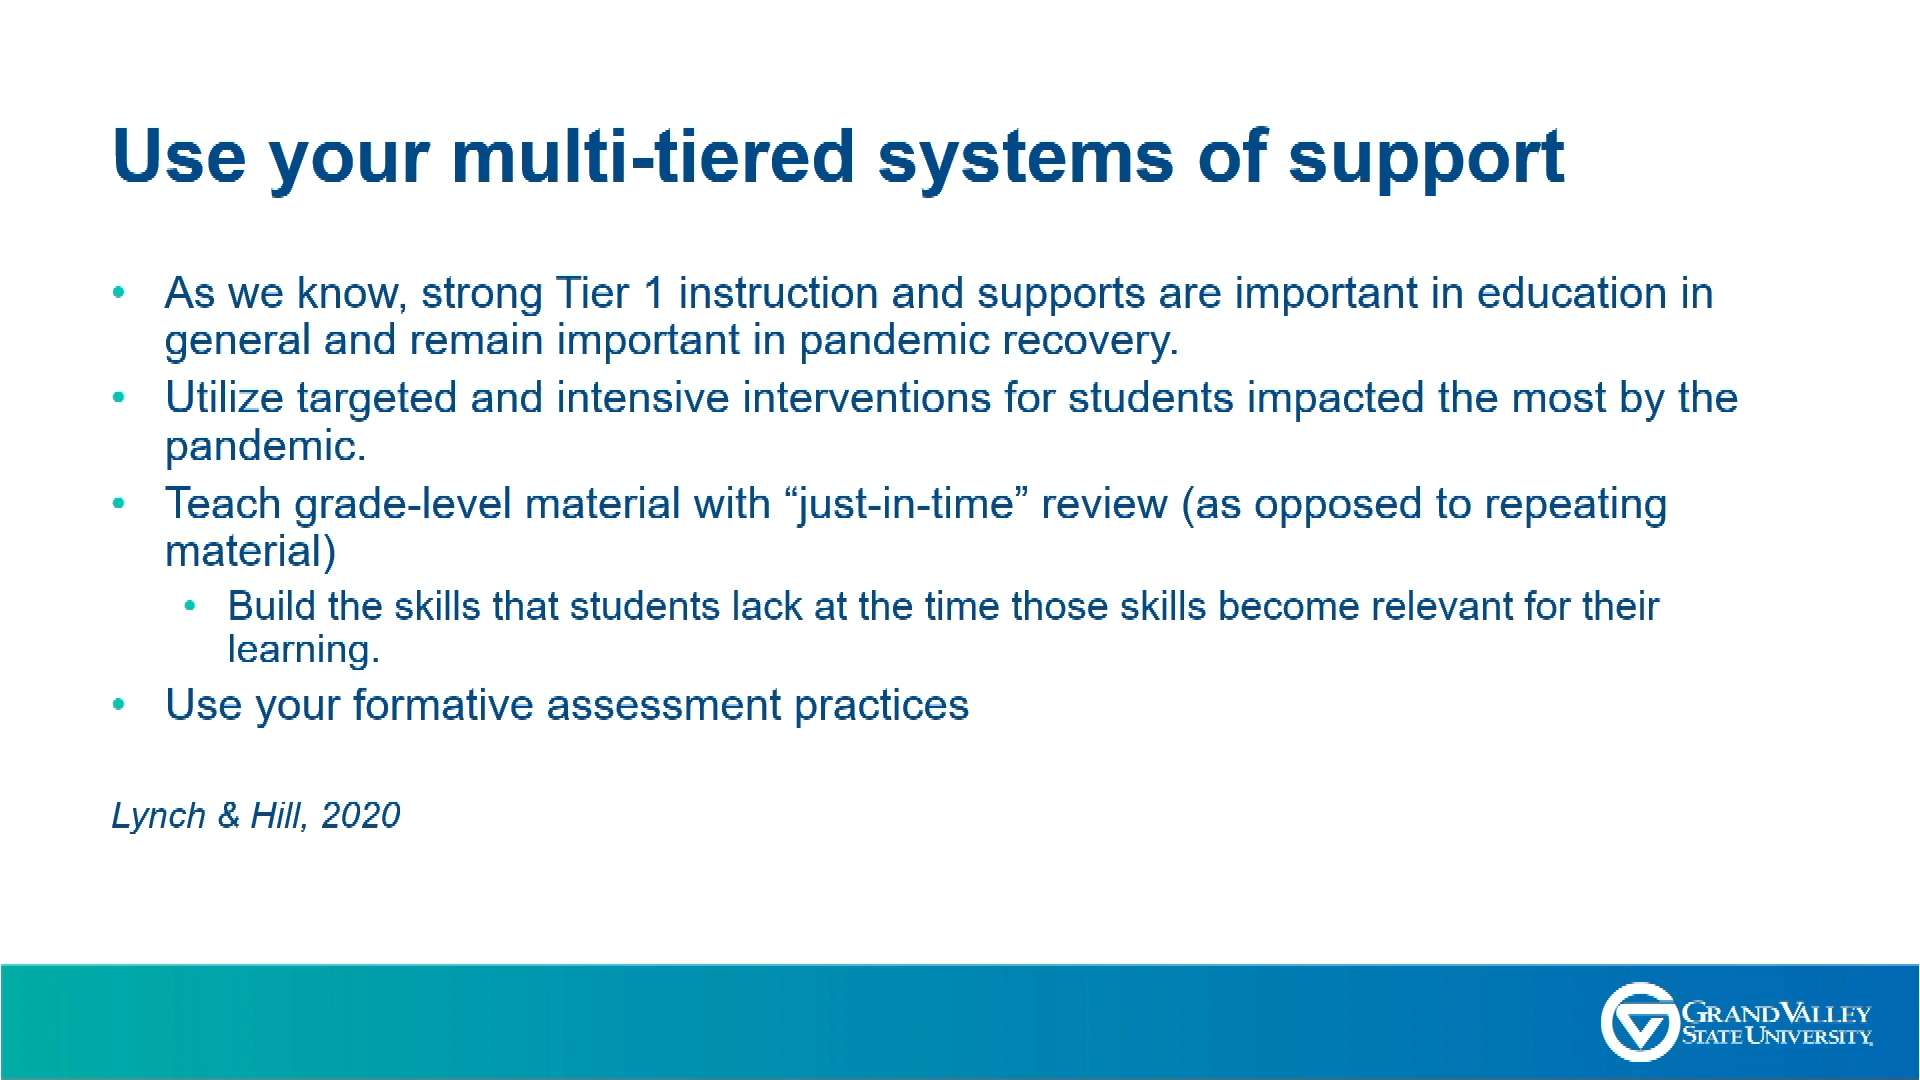 Use your multi-tiered systems of support
• As we know, strong Tier 1 instruction and supports are important in education in
general and remain important in pandemic recovery.
• Utilize targeted and intensive interventions for students impacted the most by the
pandemic.
• Teach grade-level material with “just-in-time” review (as opposed to repeating
material)
• Build the skills that students lack at the time those skills become relevant for their
learning.
• Use your formative assessment practices
Lynch & Hill, 2020
GRANDVALLEY
STATE UNIVERSITY